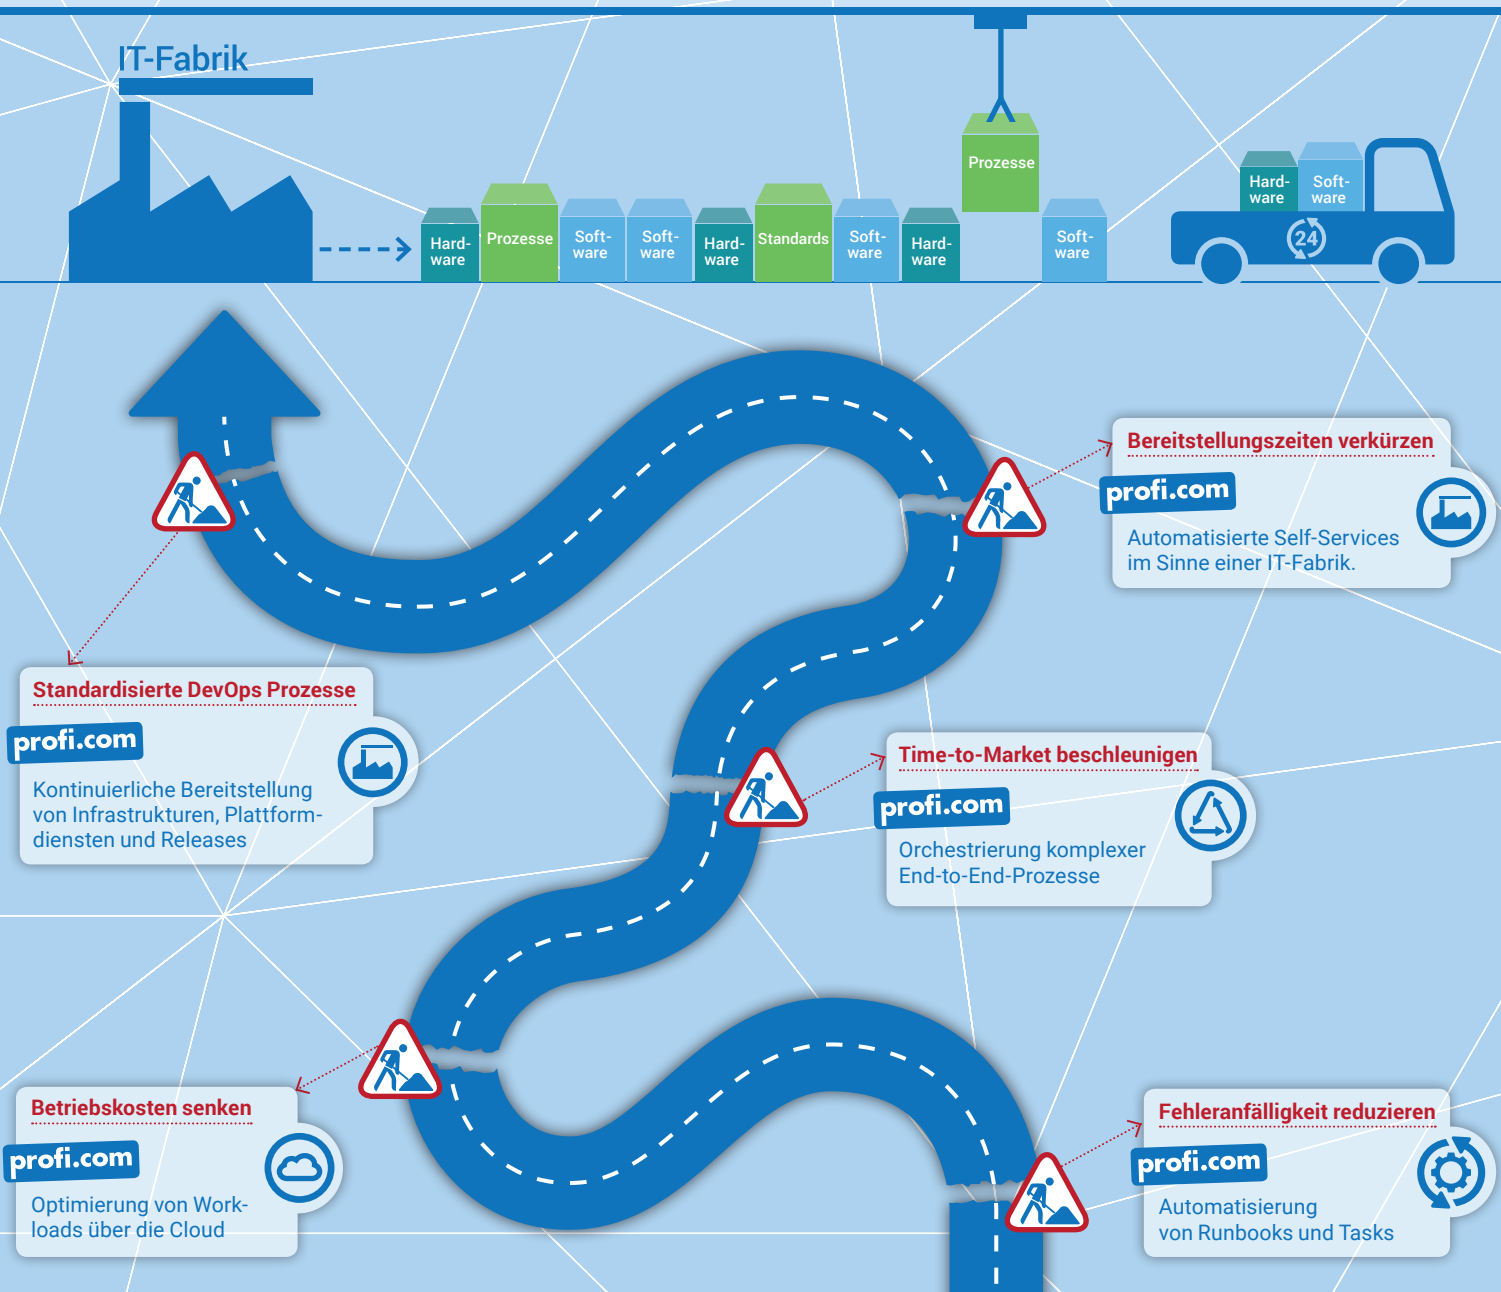 IT-Fabrik
Prozesse
Hard-
ware
Soft-
ware
24
Hard-
ware
Prozesse
Soft-
ware
Soft-
ware
Hard-
ware
Standards
Soft-
ware
Hard-
ware
Soft-
ware
Bereitstellungszeiten verkürzen
profi.com
Automatisierte Self-Services
im Sinne einer IT-Fabrik.
Standardisierte DevOps Prozesse
profi.com
Kontinuierliche Bereitstellung
von Infrastrukturen, Plattform-
diensten und Releases
Time-to-Market beschleunigen
profi.com
Orchestrierung komplexer
End-to-End-Prozesse
Betriebskosten senken
profi.com
Optimierung von Work-
loads über die Cloud
Fehleranfälligkeit reduzieren
profi.com
Automatisierung
von Runbooks und Tasks